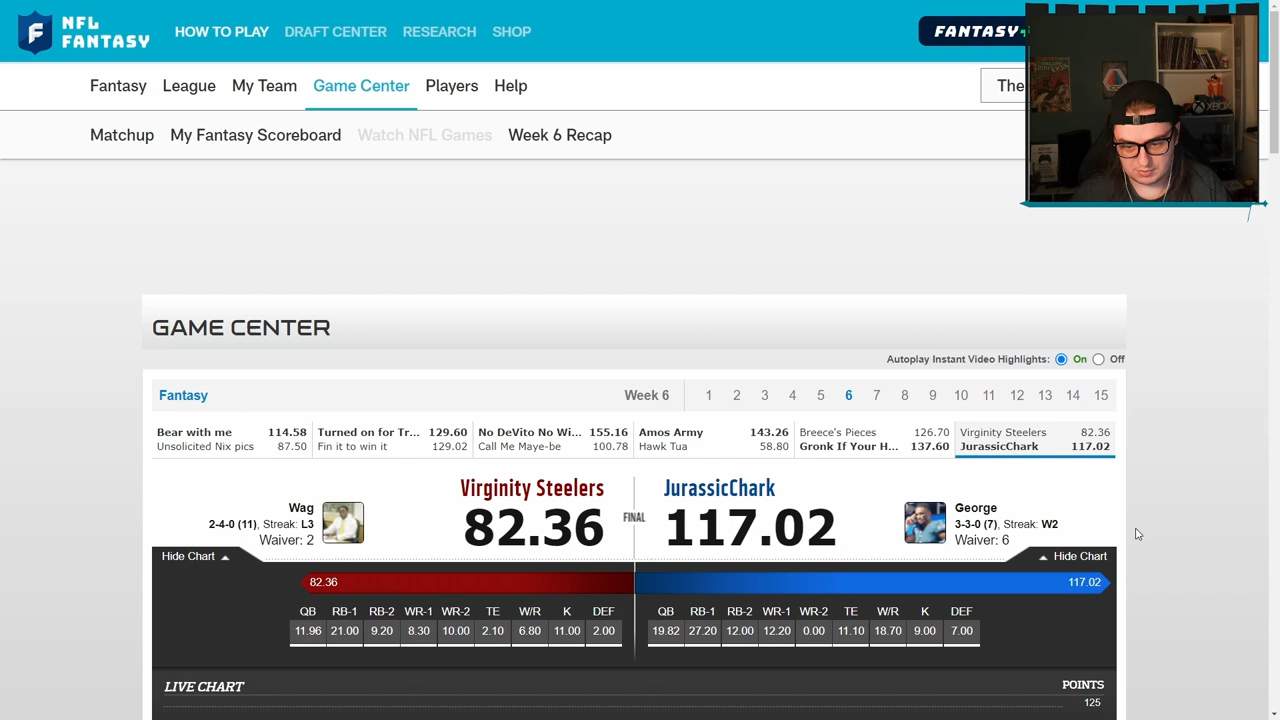 NFL FANTASY
HOW TO PLAY DRAFT CENTER RESEARCH SHOP
FANTASY+
Fantasy League My Team Game Center Players Help
The
Matchup My Fantasy Scoreboard Watch NFL Games Week 6 Recap
XBOX
GAME CENTER
Autoplay Instant Video Highlights: On Off
Fantasy Week 6 1 2 3 4 5 6 7 8 9 10 11 12 13 14 15
Bear with me 114.58 Turned on for Tr... 129.60 No DeVito No Wi... 155.16 Amos Army 143.26 Breece's Pieces 126.70 Virginity Steelers 82.36
Unsolicited Nix pics 87.50 Fin it to win it 129.02 Call Me Maye-be 100.78 Hawk Tua 58.80 Gronk If Your H... 137.60 JurassicChark 117.02
Virginity Steelers JurassicChark
Wag 82.36 FINAL 117.02 George
2-4-0 (11), Streak: L3 3-3-0 (7), Streak: W2
Waiver: 2 Waiver: 6
Hide Chart Hide Chart
82.36 117.02
QB RB-1 RB-2 WR-1 WR-2 TE W/R K DEF QB RB-1 RB-2 WR-1 WR-2 TE W/R K DEF
11.96 21.00 9.20 8.30 10.00 2.10 6.80 11.00 2.00 19.82 27.20 12.00 12.20 0.00 11.10 18.70 9.00 7.00
LIVE CHART POINTS
125